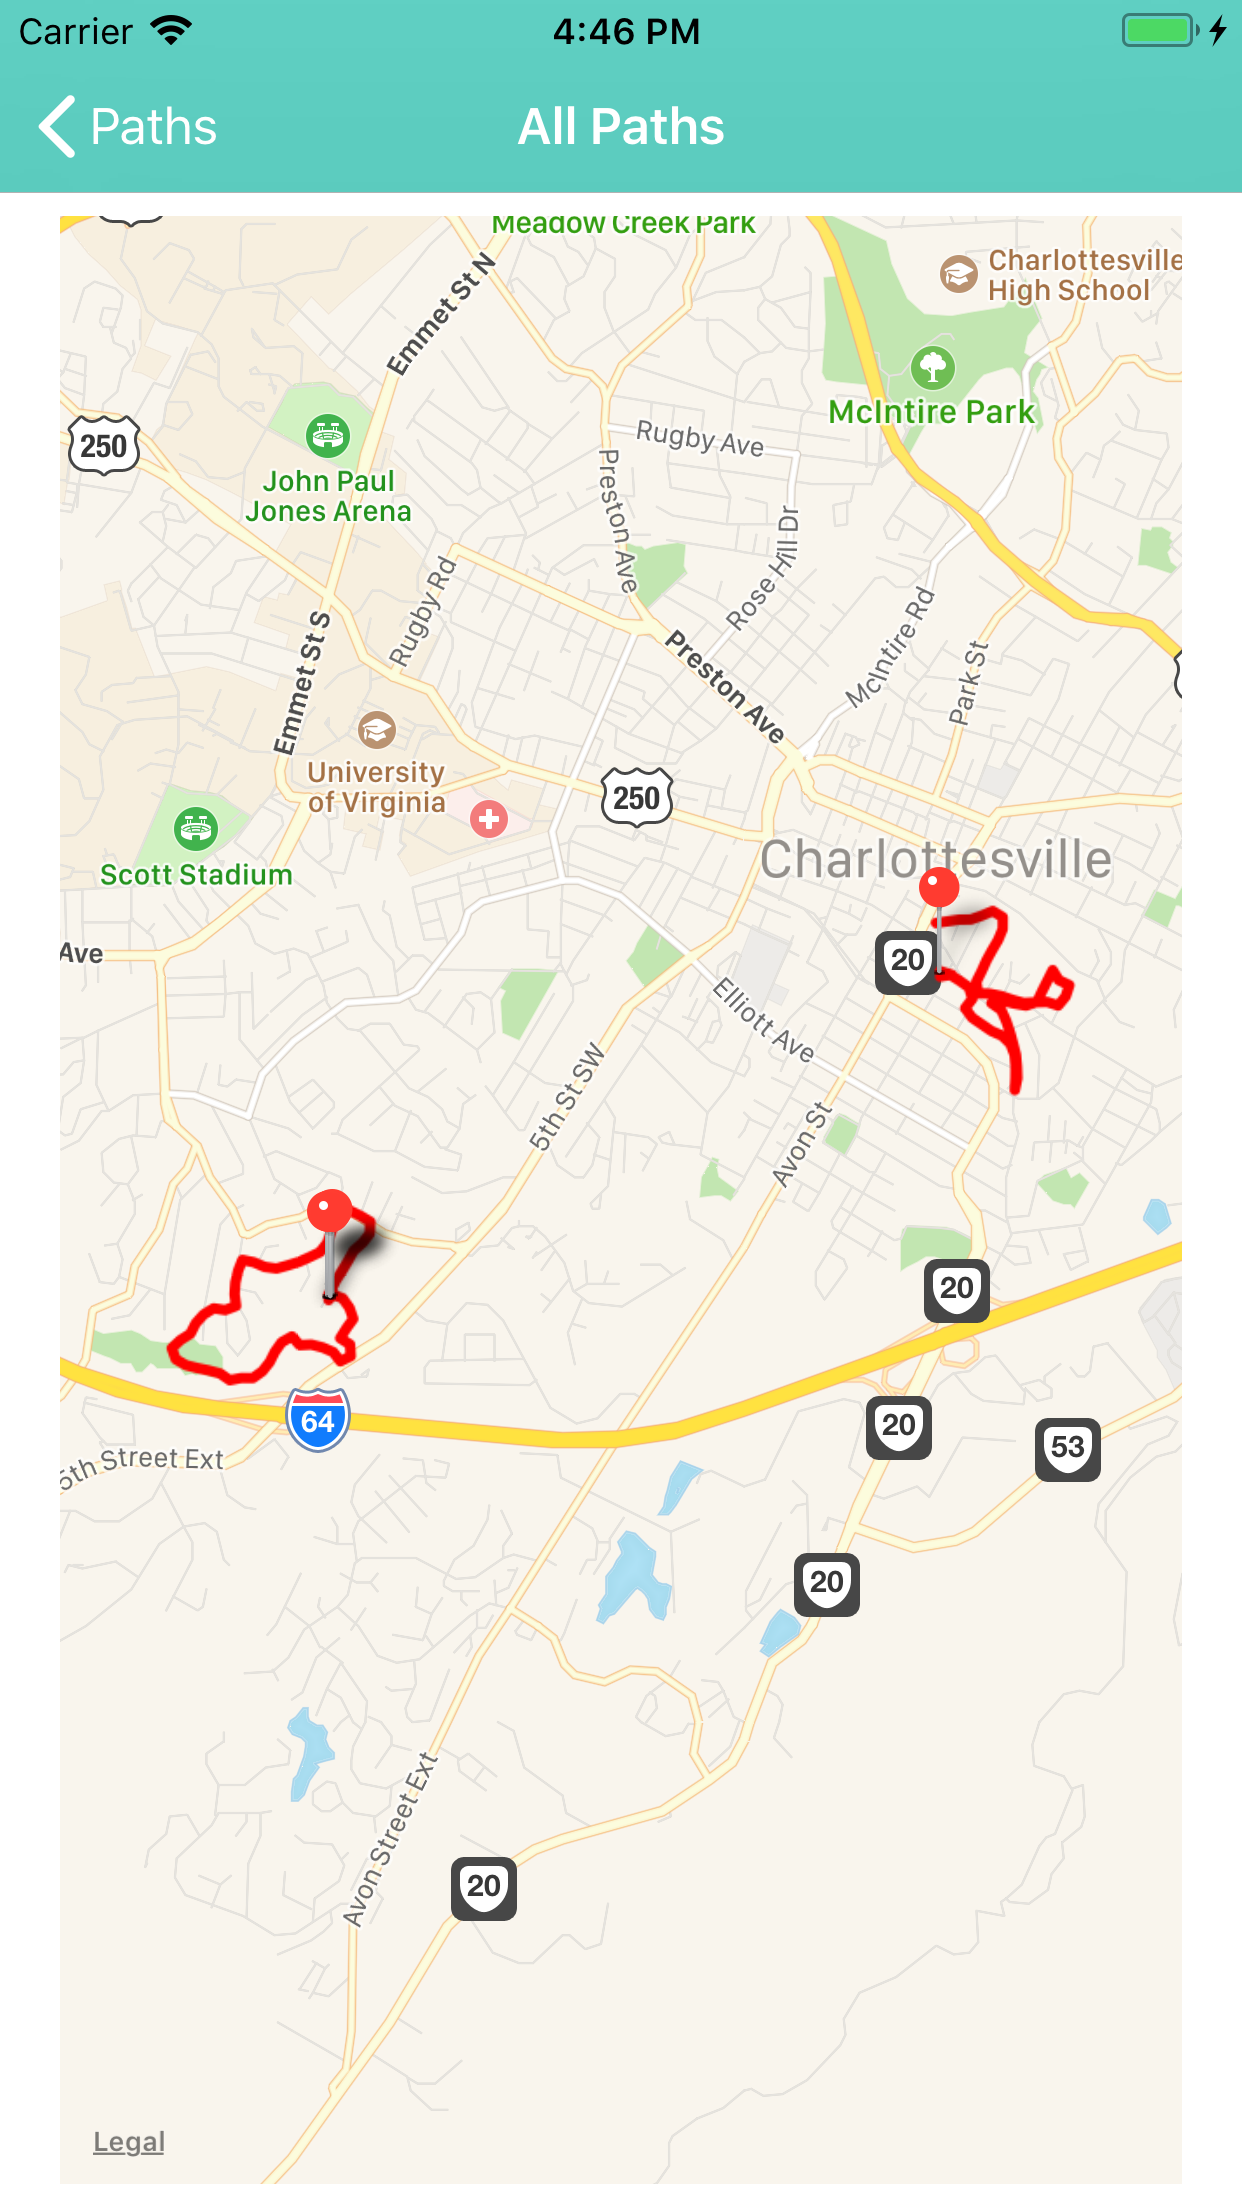 Carrier
4:46 PM
Paths
All Paths
Meadow Creek Park
Charlottesville
High School
Emmet St N
McIntire Park
250
Rugby Ave
John Paul
Jones Arena
Preston Ave
Rose Hill Dr
Rugby Rd
McIntire Rd
Emmet St S
Preston Ave
Park St
University
of Virginia
250
Scott Stadium
Charlottesville
Ave
20
Elliott Ave
5th St SW
Avon St
20
64
20
53
5th Street Ext
20
Avon Street Ext
20
Legal